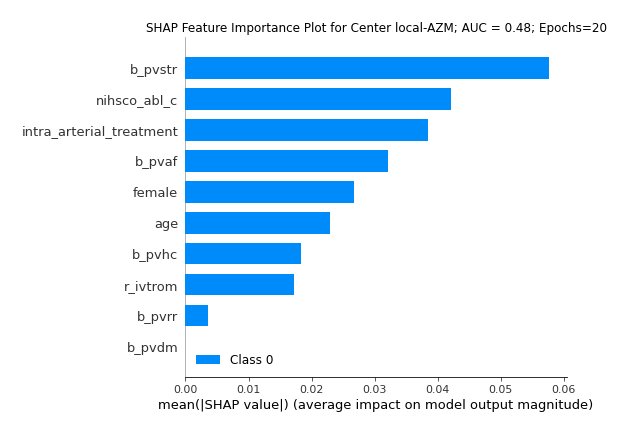 SHAP Feature Importance Plot for Center local-AZM; AUC = 0.48; Epochs=20
b_pvstr
nihsco_abl_c
intra_arterial_treatment
b_pvaf
female
age
b_pvhc
r_ivtrom
b_pvrr
b_pvdm
Class 0
0.00 0.01 0.02 0.03 0.04 0.05 0.06
mean(|SHAP value|) (average impact on model output magnitude)